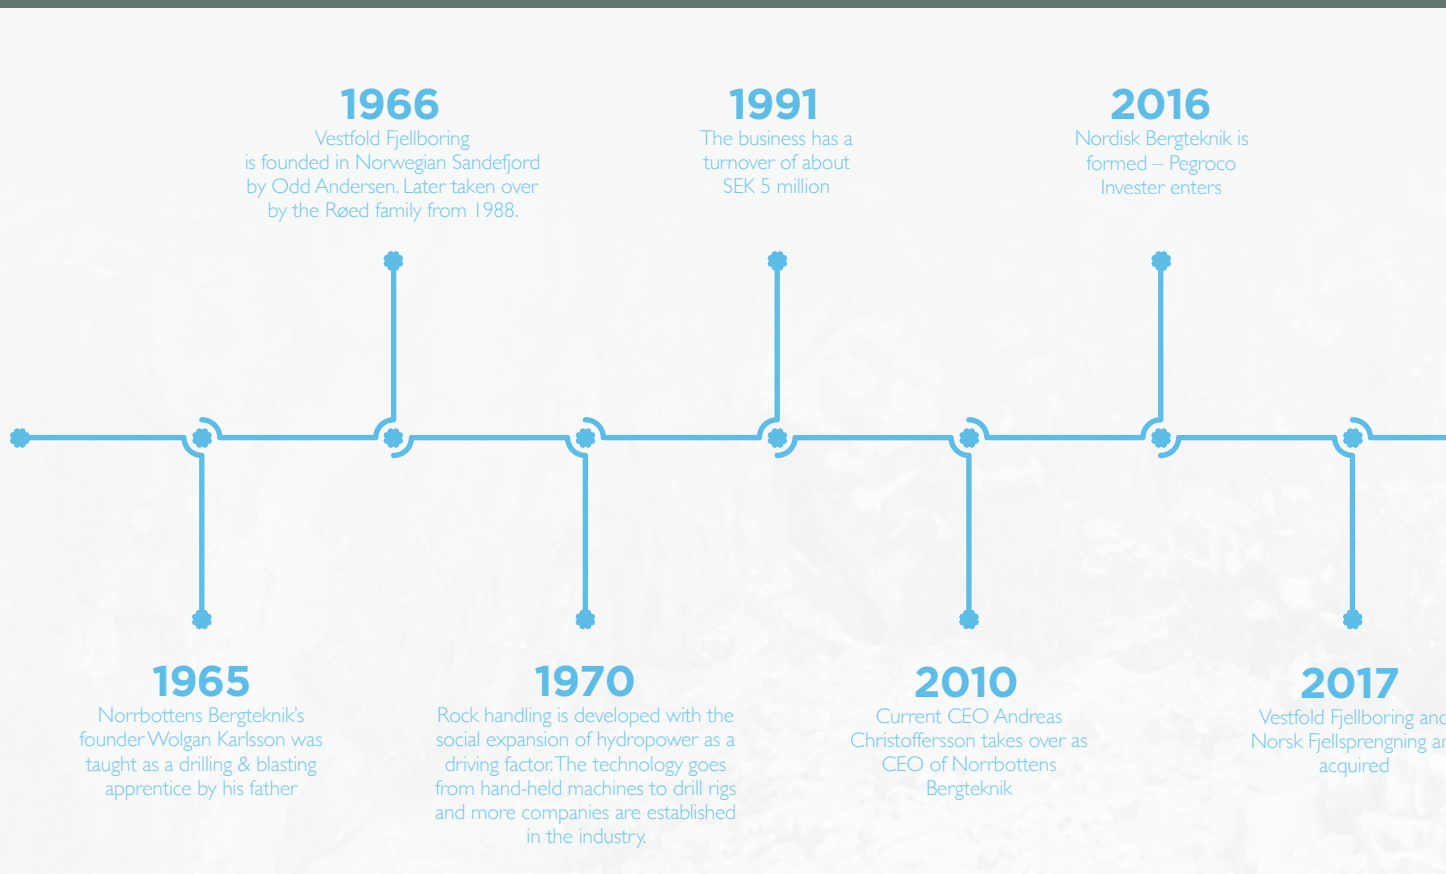 1966
Vestfold Fjellboring
is founded in Norwegian Sandefjord
by Odd Andersen. Later taken over
by the Røed family from 1988.
1991
The business has a
turnover of about
SEK 5 million
2016
Nordisk Bergteknik is
formed – Pegroco
Invester enters
1965
Norrbottens Bergteknik’s
founder Wolgan Karlsson was
taught as a drilling & blasting
apprentice by his father
1970
Rock handling is developed with the
social expansion of hydropower as a
driving factor. The technology goes
from hand-held machines to drill rigs
and more companies are established
in the industry.
2010
Current CEO Andreas
Christoffersson takes over as
CEO of Norrbottens
Bergteknik
2017
Vestfold Fjellboring and
Norsk Fjellsprengning
acquired